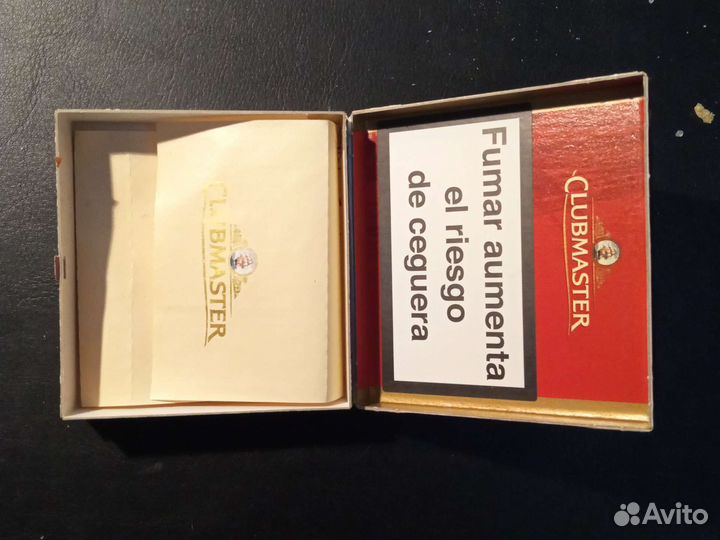 CLUBMASTER
Fumar aumenta
el riesgo
de ceguera
CLUBMASTER
Avito